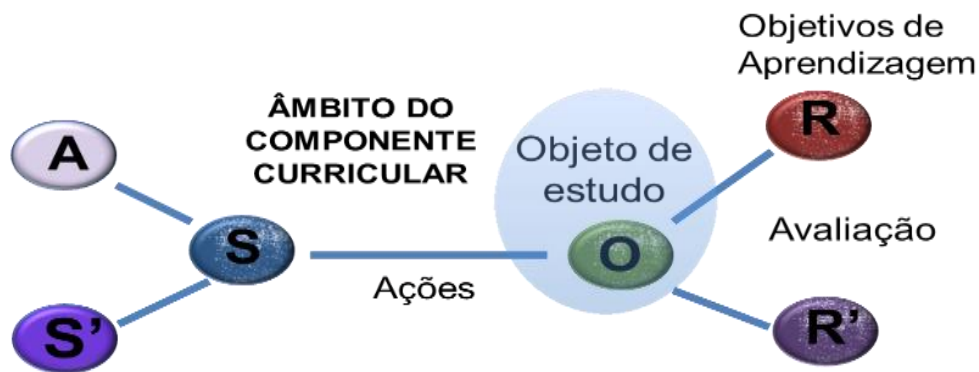 Objetivos de
Aprendizagem
ÂMBITO DO
COMPONENTE
CURRICULAR
A
R
Objeto de
estudo
S
O
Avaliação
Ações
S'
R'